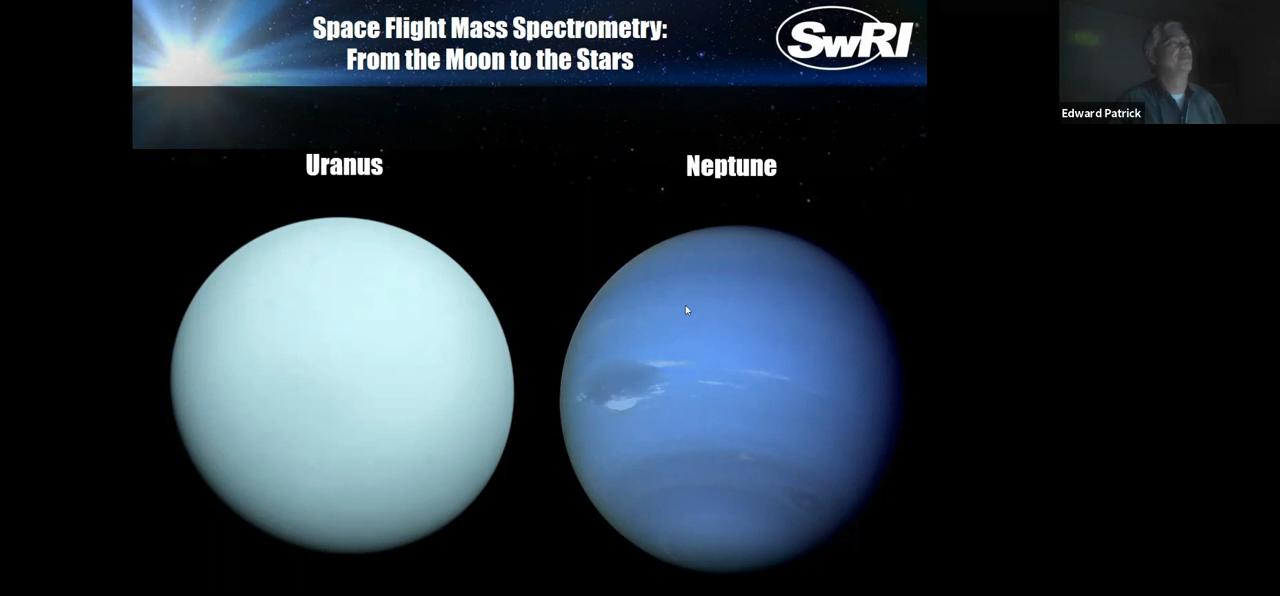 Space Flight Mass Spectrometry:
From the Moon to the Stars
SwRI®
Edward Patrick
Uranus
Neptune